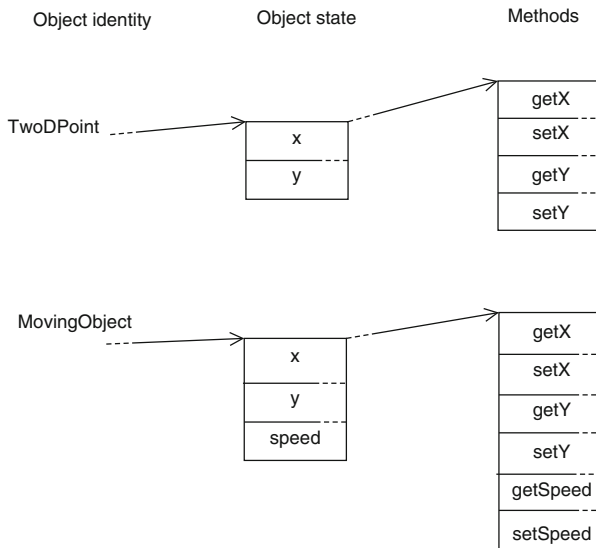 Object identity
Object state
Methods
TwoDPoint
x
y
getX
setX
getY
setY
MovingObject
x
y
speed
getX
setX
getY
setY
getSpeed
setSpeed